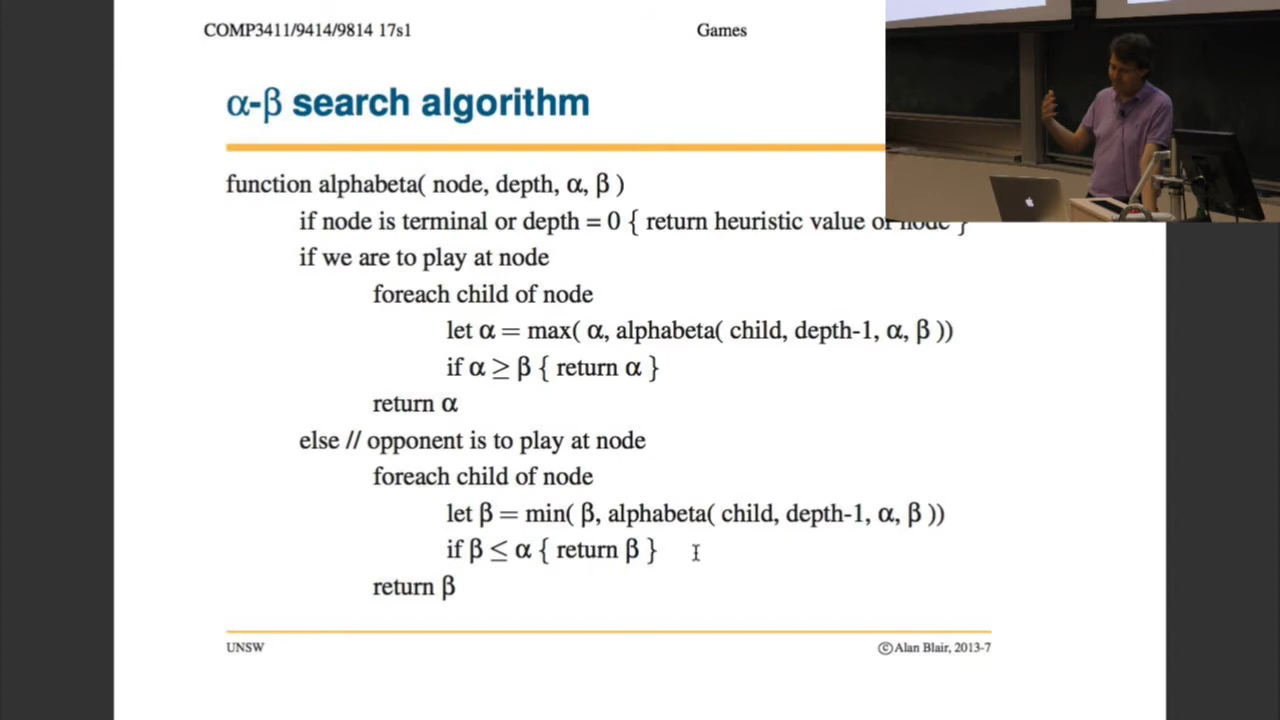 COMP3411/9414/9814 17s1 Games
α-β search algorithm
function alphabeta( node, depth, α, β )
if node is terminal or depth = 0 { return heuristic value of node }
if we are to play at node
foreach child of node
let α = max( α, alphabeta( child, depth-1, α, β ))
if α ≥ β { return α }
return α
else // opponent is to play at node
foreach child of node
let β = min( β, alphabeta( child, depth-1, α, β ))
if β ≤ α { return β }
return β
UNSW ©Alan Blair, 2013-7